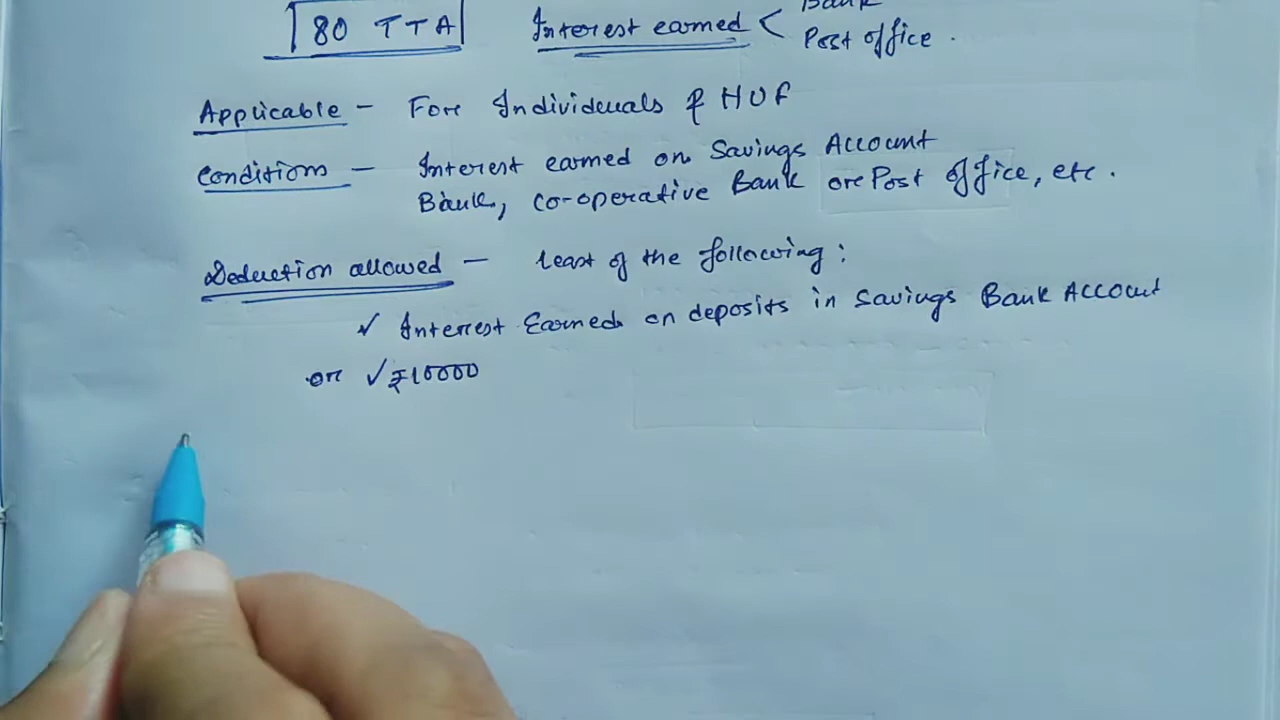 80 TTA Interest earned < Bank
Post office.
Applicable - For Individuals & HUF
Condition - Interest earned on Savings Account
Bank, co-operative Bank or Post office, etc.
Deduction allowed - least of the following:
✓ Interest Earned on deposits in savings Bank Account
or ✓ ₹10000